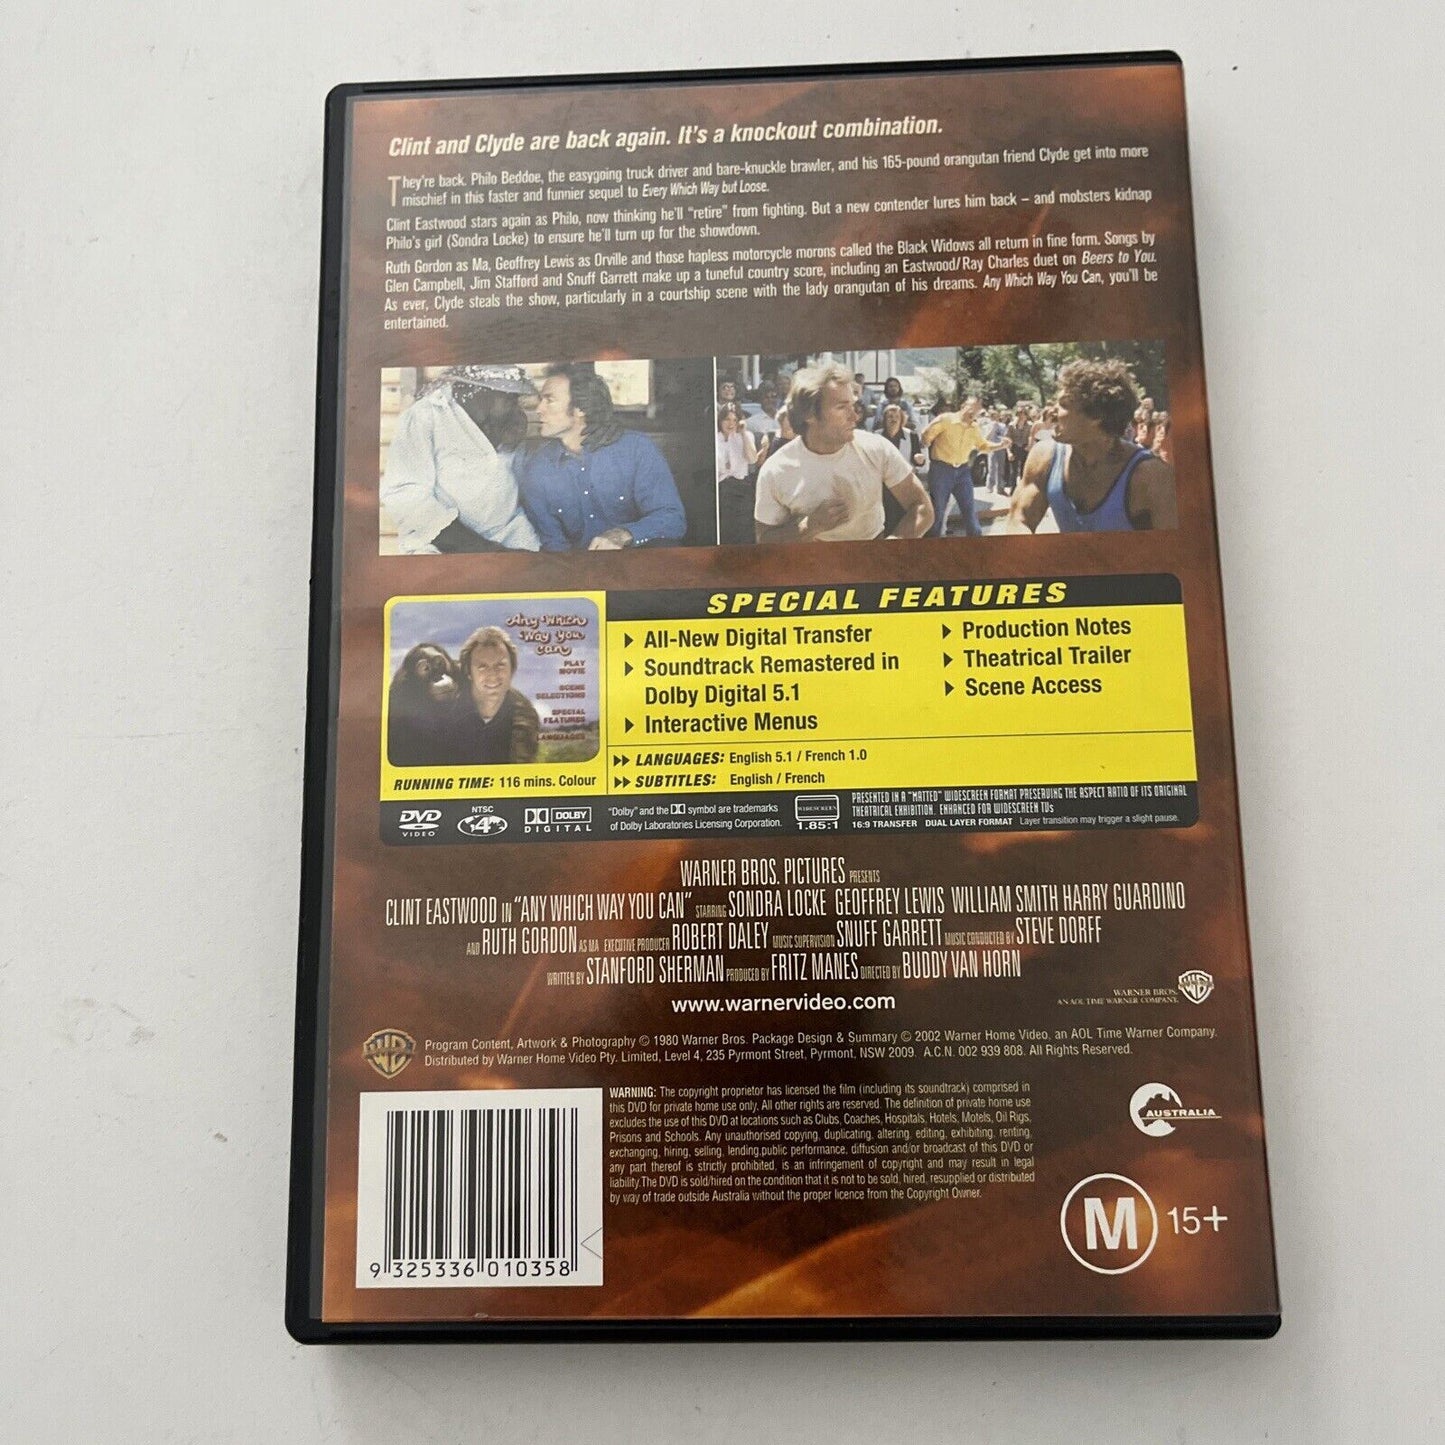 Clint and Clyde are back again. It's a knockout combination.
They're back. Philo Beddoe, the easygoing truck driver and bare-knuckle brawler, and his 165-pound orangutan friend Clyde get into more
mischief in this faster and funnier sequel to Every Which Way but Loose.
Clint Eastwood stars again as Philo, now thinking he'll "retire" from fighting. But a new contender lures him back – and mobsters kidnap
Philo's girl (Sondra Locke) to ensure he'll turn up for the showdown.
Ruth Gordon as Ma, Geoffrey Lewis as Orville and those hapless motorcycle morons called the Black Widows all return in fine form. Songs by
Glen Campbell, Jim Stafford and Snuff Garrett make up a tuneful country score, including an Eastwood/Ray Charles duet on Beers to You.
As ever, Clyde steals the show, particularly in a courtship scene with the lady orangutan of his dreams. Any Which Way You Can, you'll be
entertained.
SPECIAL FEATURES
All-New Digital Transfer
Soundtrack Remastered in
Dolby Digital 5.1
Interactive Menus
Production Notes
Theatrical Trailer
Scene Access
Any Which
Way You
Can
PLAY
MOVIE
SCENE
SELECTIONS
SPECIAL
FEATURES
LANGUAGES
RUNNING TIME: 116 mins. Colour
LANGUAGES: English 5.1 / French 1.0
SUBTITLES: English / French
DVD
VIDEO
NTSC
4
DOLBY
DIGITAL
"Dolby" and the DD symbol are trademarks
of Dolby Laboratories Licensing Corporation.
WIDESCREEN
1.85:1
PRESENTED IN A "MATTED" WIDESCREEN FORMAT PRESERVING THE ASPECT RATIO OF ITS ORIGINAL
THEATRICAL EXHIBITION. ENHANCED FOR WIDESCREEN TVs
16:9 TRANSFER DUAL LAYER FORMAT Layer transition may trigger a slight pause.
WARNER BROS. PICTURES PRESENTS
CLINT EASTWOOD IN "ANY WHICH WAY YOU CAN" STARRING SONDRA LOCKE GEOFFREY LEWIS WILLIAM SMITH HARRY GUARDINO
AND RUTH GORDON AS MA EXECUTIVE PRODUCER ROBERT DALEY MUSIC SUPERVISION SNUFF GARRETT MUSIC CONDUCTED BY STEVE DORFF
WRITTEN BY STANFORD SHERMAN PRODUCED BY FRITZ MANES DIRECTED BY BUDDY VAN HORN
www.warnervideo.com
WARNER BROS.
AN AOL TIME WARNER COMPANY.
WB
WB
Program Content, Artwork & Photography © 1980 Warner Bros. Package Design & Summary © 2002 Warner Home Video, an AOL Time Warner Company.
Distributed by Warner Home Video Pty. Limited, Level 4, 235 Pyrmont Street, Pyrmont, NSW 2009. A.C.N. 002 939 808. All Rights Reserved.
WARNING: The copyright proprietor has licensed the film (including its soundtrack) comprised in
this DVD for private home use only. All other rights are reserved. The definition of private home use
excludes the use of this DVD at locations such as Clubs, Coaches, Hospitals, Hotels, Motels, Oil Rigs,
Prisons and Schools. Any unauthorised copying, duplicating, altering, editing, exhibiting, renting,
exchanging, hiring, selling, lending,public performance, diffusion and/or broadcast of this DVD or
any part thereof is strictly prohibited, is an infringement of copyright and may result in legal
liability.The DVD is sold/hired on the condition that it is not to be sold, hired, resupplied or distributed
by way of trade outside Australia without the proper licence from the Copyright Owner.
AUSTRALIA
M 15+
9 325336 010358